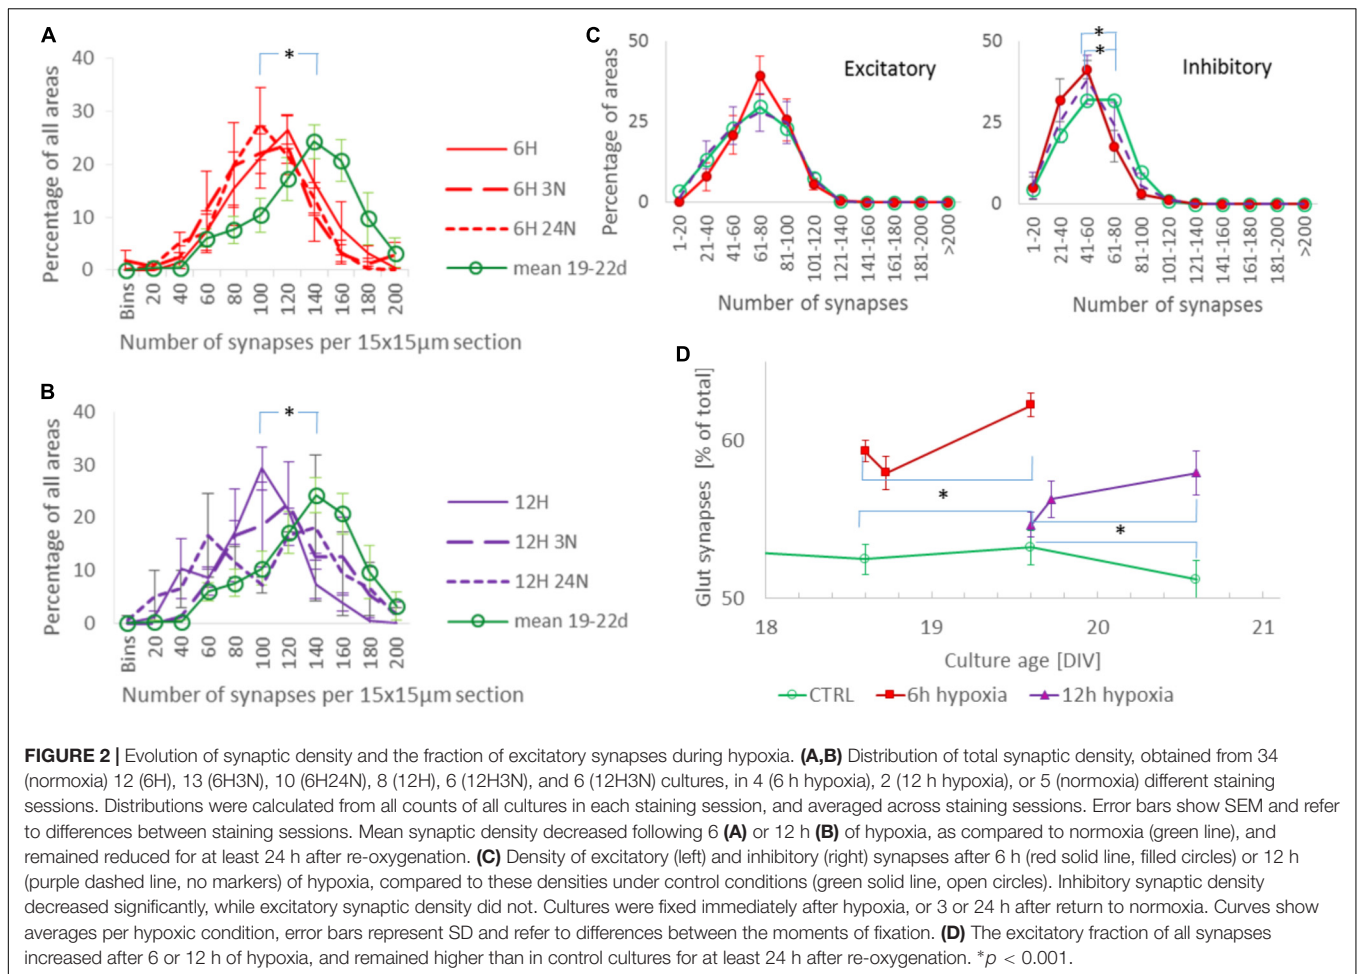 A
Percentage of all areas
40
30
20
10
0
*
Bins 20 40 60 80 100 120 140 160 180 200
Number of synapses per 15x15µm section
6H
6H 3N
6H 24N
mean 19-22d
B
Percentage of all areas
40
30
20
10
0
*
Bins 20 40 60 80 100 120 140 160 180 200
Number of synapses per 15x15µm section
12H
12H 3N
12H 24N
mean 19-22d
C
Percentage of areas
50
25
0
Excitatory
1-20 21-40 41-60 61-80 81-100 101-120 121-140 141-160 161-180 181-200 >200
Number of synapses
50
25
0
*
*
Inhibitory
1-20 21-40 41-60 61-80 81-100 101-120 121-140 141-160 161-180 181-200 >200
Number of synapses
D
Glut synapses [% of total]
60
50
*
*
18 19 20 21
Culture age [DIV]
CTRL 6h hypoxia 12h hypoxia
FIGURE 2 | Evolution of synaptic density and the fraction of excitatory synapses during hypoxia. (A,B) Distribution of total synaptic density, obtained from 34
(normoxia) 12 (6H), 13 (6H3N), 10 (6H24N), 8 (12H), 6 (12H3N), and 6 (12H3N) cultures, in 4 (6 h hypoxia), 2 (12 h hypoxia), or 5 (normoxia) different staining
sessions. Distributions were calculated from all counts of all cultures in each staining session, and averaged across staining sessions. Error bars show SEM and refer
to differences between staining sessions. Mean synaptic density decreased following 6 (A) or 12 h (B) of hypoxia, as compared to normoxia (green line), and
remained reduced for at least 24 h after re-oxygenation. (C) Density of excitatory (left) and inhibitory (right) synapses after 6 h (red solid line, filled circles) or 12 h
(purple dashed line, no markers) of hypoxia, compared to these densities under control conditions (green solid line, open circles). Inhibitory synaptic density
decreased significantly, while excitatory synaptic density did not. Cultures were fixed immediately after hypoxia, or 3 or 24 h after return to normoxia. Curves show
averages per hypoxic condition, error bars represent SD and refer to differences between the moments of fixation. (D) The excitatory fraction of all synapses
increased after 6 or 12 h of hypoxia, and remained higher than in control cultures for at least 24 h after re-oxygenation. *p < 0.001.